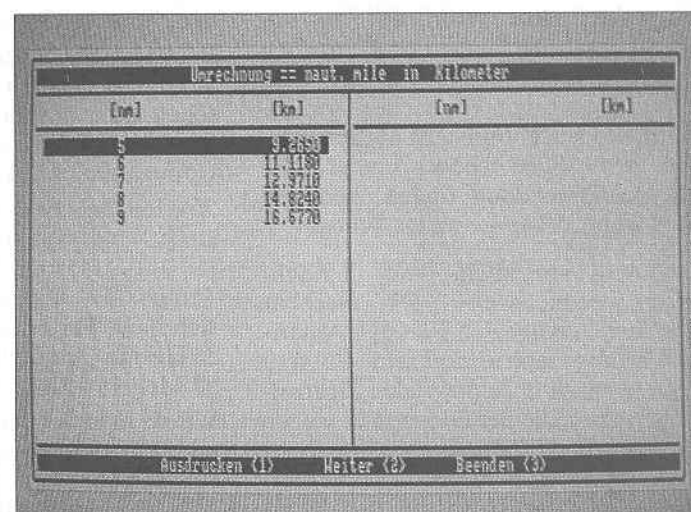 Umrechnung == naut. mile in Kilometer
[nm] [km] [nm] [km]
5 9.2650
6 11.1180
7 12.9710
8 14.8240
9 16.6770
Ausdrucken <1> Weiter <2> Beenden <3>